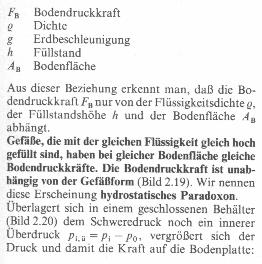 F_B Bodendruckkraft
ϱ Dichte
g Erdbeschleunigung
h Füllstand
A_B Bodenfläche
Aus dieser Beziehung erkennt man, daß die Bo-
dendruckkraft F_B nur von der Flüssigkeitsdichte ϱ,
der Füllstandshöhe h und der Bodenfläche A_B
abhängt.
Gefäße, die mit der gleichen Flüssigkeit gleich hoch
gefüllt sind, haben bei gleicher Bodenfläche gleiche
Bodendruckkräfte. Die Bodendruckkraft ist unab-
hängig von der Gefäßform (Bild 2.19). Wir nennen
diese Erscheinung hydrostatisches Paradoxon.
Überlagert sich in einem geschlossenen Behälter
(Bild 2.20) dem Schweredruck noch ein innerer
Überdruck p_i,ü = p_i − p_0, vergrößert sich der
Druck und damit die Kraft auf die Bodenplatte: